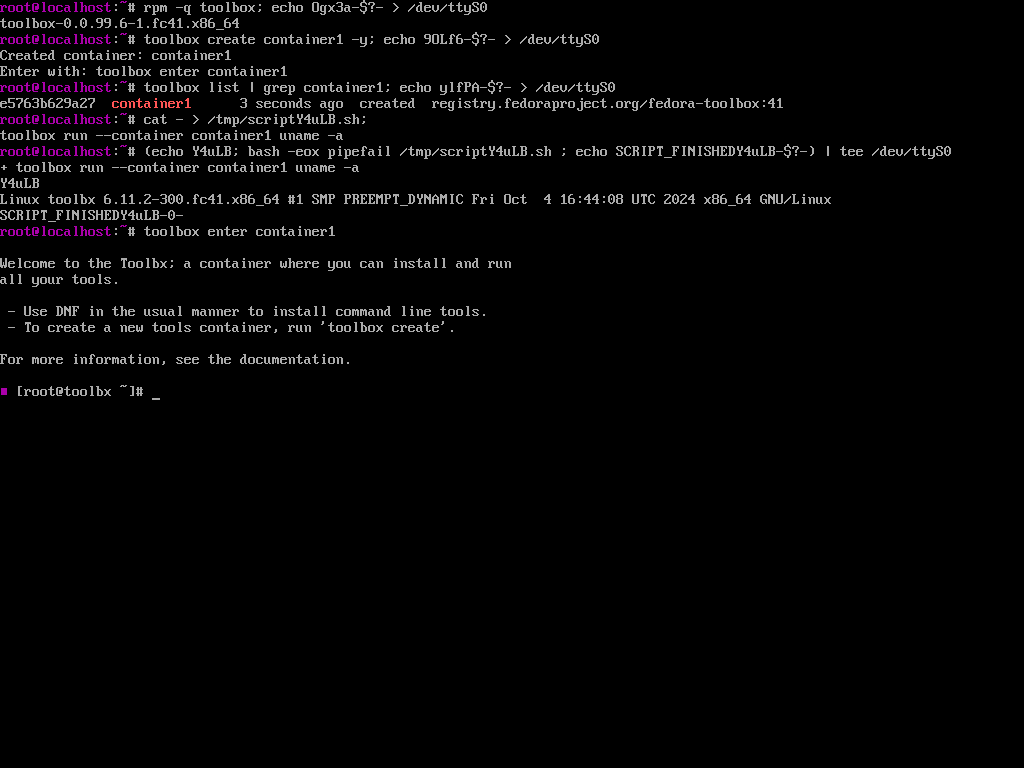 root@localhost:~# rpm -q toolbox; echo Ogx3a-$?- > /dev/ttyS0
toolbox-0.0.99.6-1.fc41.x86_64
root@localhost:~# toolbox create container1 -y; echo 9OLf6-$?- > /dev/ttyS0
Created container: container1
Enter with: toolbox enter container1
root@localhost:~# toolbox list | grep container1; echo ylfPA-$?- > /dev/ttyS0
e5763b629a27  container1      3 seconds ago  created  registry.fedoraproject.org/fedora-toolbox:41
root@localhost:~# cat - > /tmp/scriptY4uLB.sh;
toolbox run --container container1 uname -a
root@localhost:~# (echo Y4uLB; bash -eox pipefail /tmp/scriptY4uLB.sh ; echo SCRIPT_FINISHEDY4uLB-$?-) | tee /dev/ttyS0
+ toolbox run --container container1 uname -a
Y4uLB
Linux toolbx 6.11.2-300.fc41.x86_64 #1 SMP PREEMPT_DYNAMIC Fri Oct  4 16:44:08 UTC 2024 x86_64 GNU/Linux
SCRIPT_FINISHEDY4uLB-0-
root@localhost:~# toolbox enter container1
Welcome to the Toolbx; a container where you can install and run
all your tools.
- Use DNF in the usual manner to install command line tools.
- To create a new tools container, run 'toolbox create'.
For more information, see the documentation.
[root@toolbx ~]# _